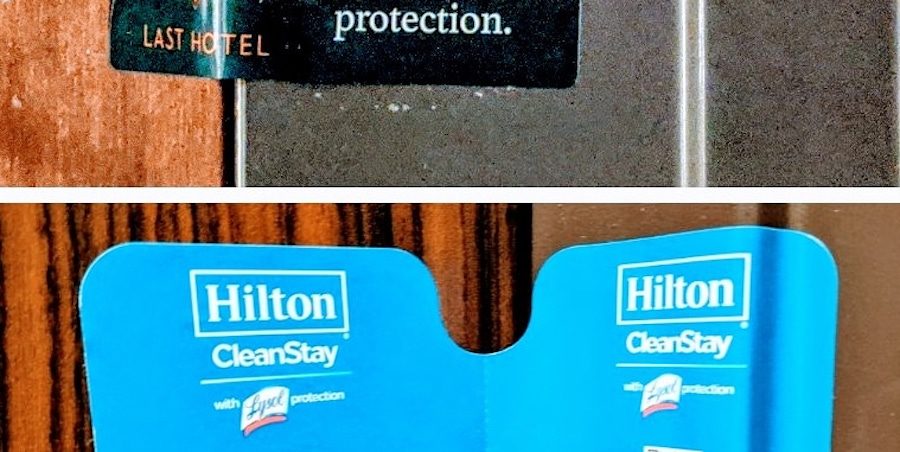 protection.
LAST HOTEL
Hilton
CleanStay
with Lysol protection
Hilton
CleanStay
with Lysol protection